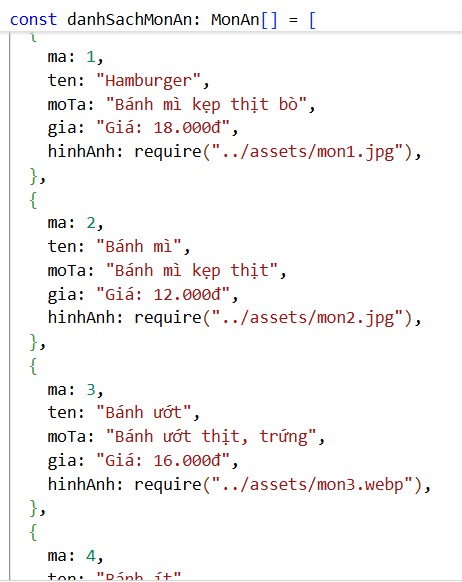 const danhSachMonAn: MonAn[] = [
{
ma: 1,
ten: "Hamburger",
moTa: "Bánh mì kẹp thịt bò",
gia: "Giá: 18.000đ",
hinhAnh: require("../assets/mon1.jpg"),
},
{
ma: 2,
ten: "Bánh mì",
moTa: "Bánh mì kẹp thịt",
gia: "Giá: 12.000đ",
hinhAnh: require("../assets/mon2.jpg"),
},
{
ma: 3,
ten: "Bánh ướt",
moTa: "Bánh ướt thịt, trứng",
gia: "Giá: 16.000đ",
hinhAnh: require("../assets/mon3.webp"),
},
{
ma: 4,
ten: "Bánh ít"